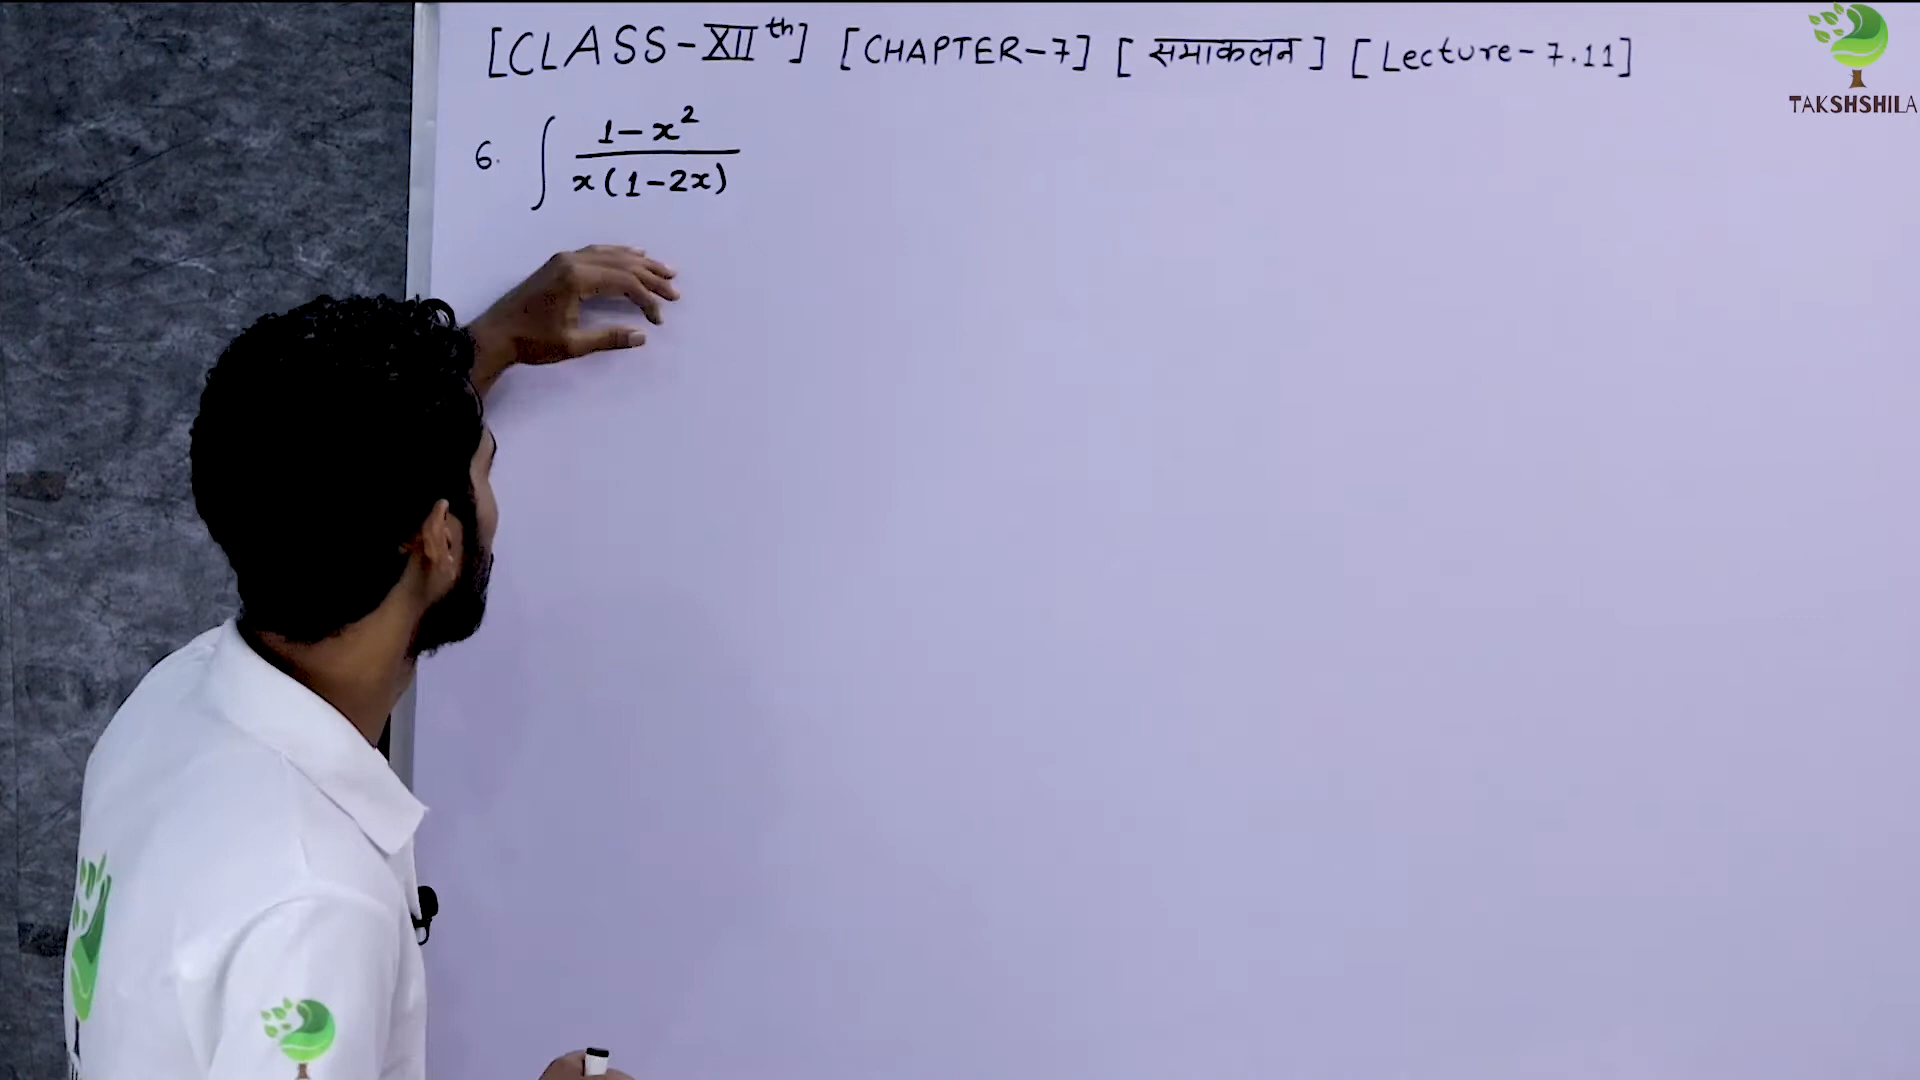 [CLASS-XIIth] [CHAPTER-7] [समाकलन] [Lecture-7.11]
TAKSHSHILA
6. ∫ (1-x²)/(x(1-2x))